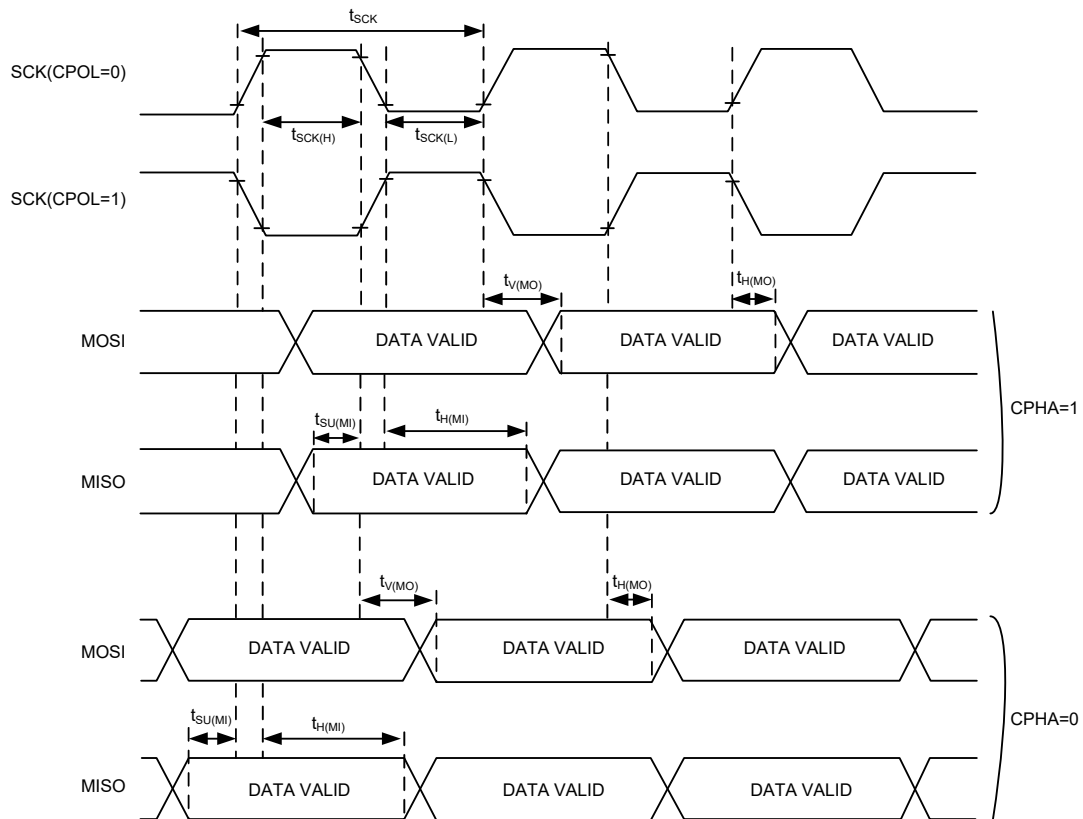 tSCK
SCK(CPOL=0)
tSCK(H)
tSCK(L)
SCK(CPOL=1)
tV(MO)
tH(MO)
MOSI
DATA VALID
DATA VALID
DATA VALID
CPHA=1
tSU(MI)
tH(MI)
MISO
DATA VALID
DATA VALID
DATA VALID
tV(MO)
tH(MO)
MOSI
DATA VALID
DATA VALID
DATA VALID
CPHA=0
tSU(MI)
tH(MI)
MISO
DATA VALID
DATA VALID
DATA VALID